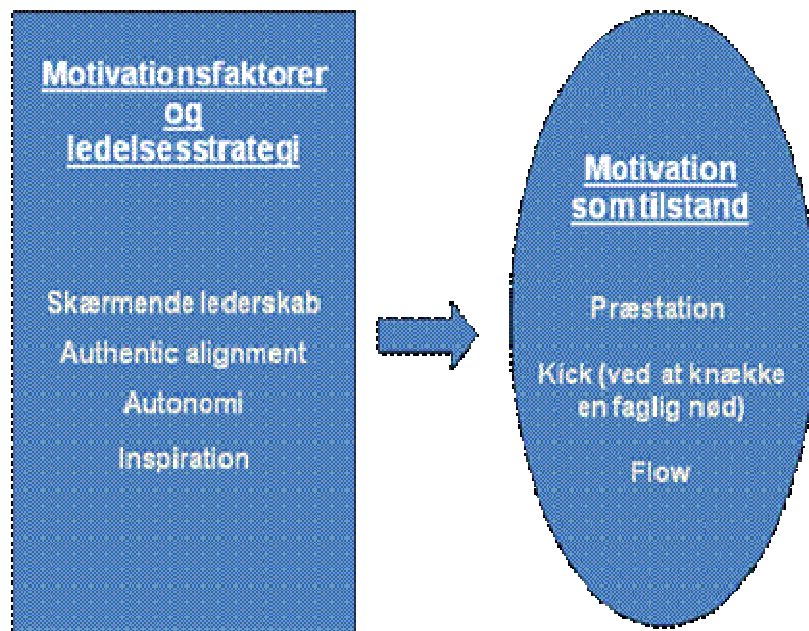 Motivationsfaktorer
og
ledelsesstrategi
Skærmende lederskab
Authentic alignment
Autonomi
Inspiration
Motivation
som tilstand
Præstation
Kick (ved at knække
en faglig nød)
Flow